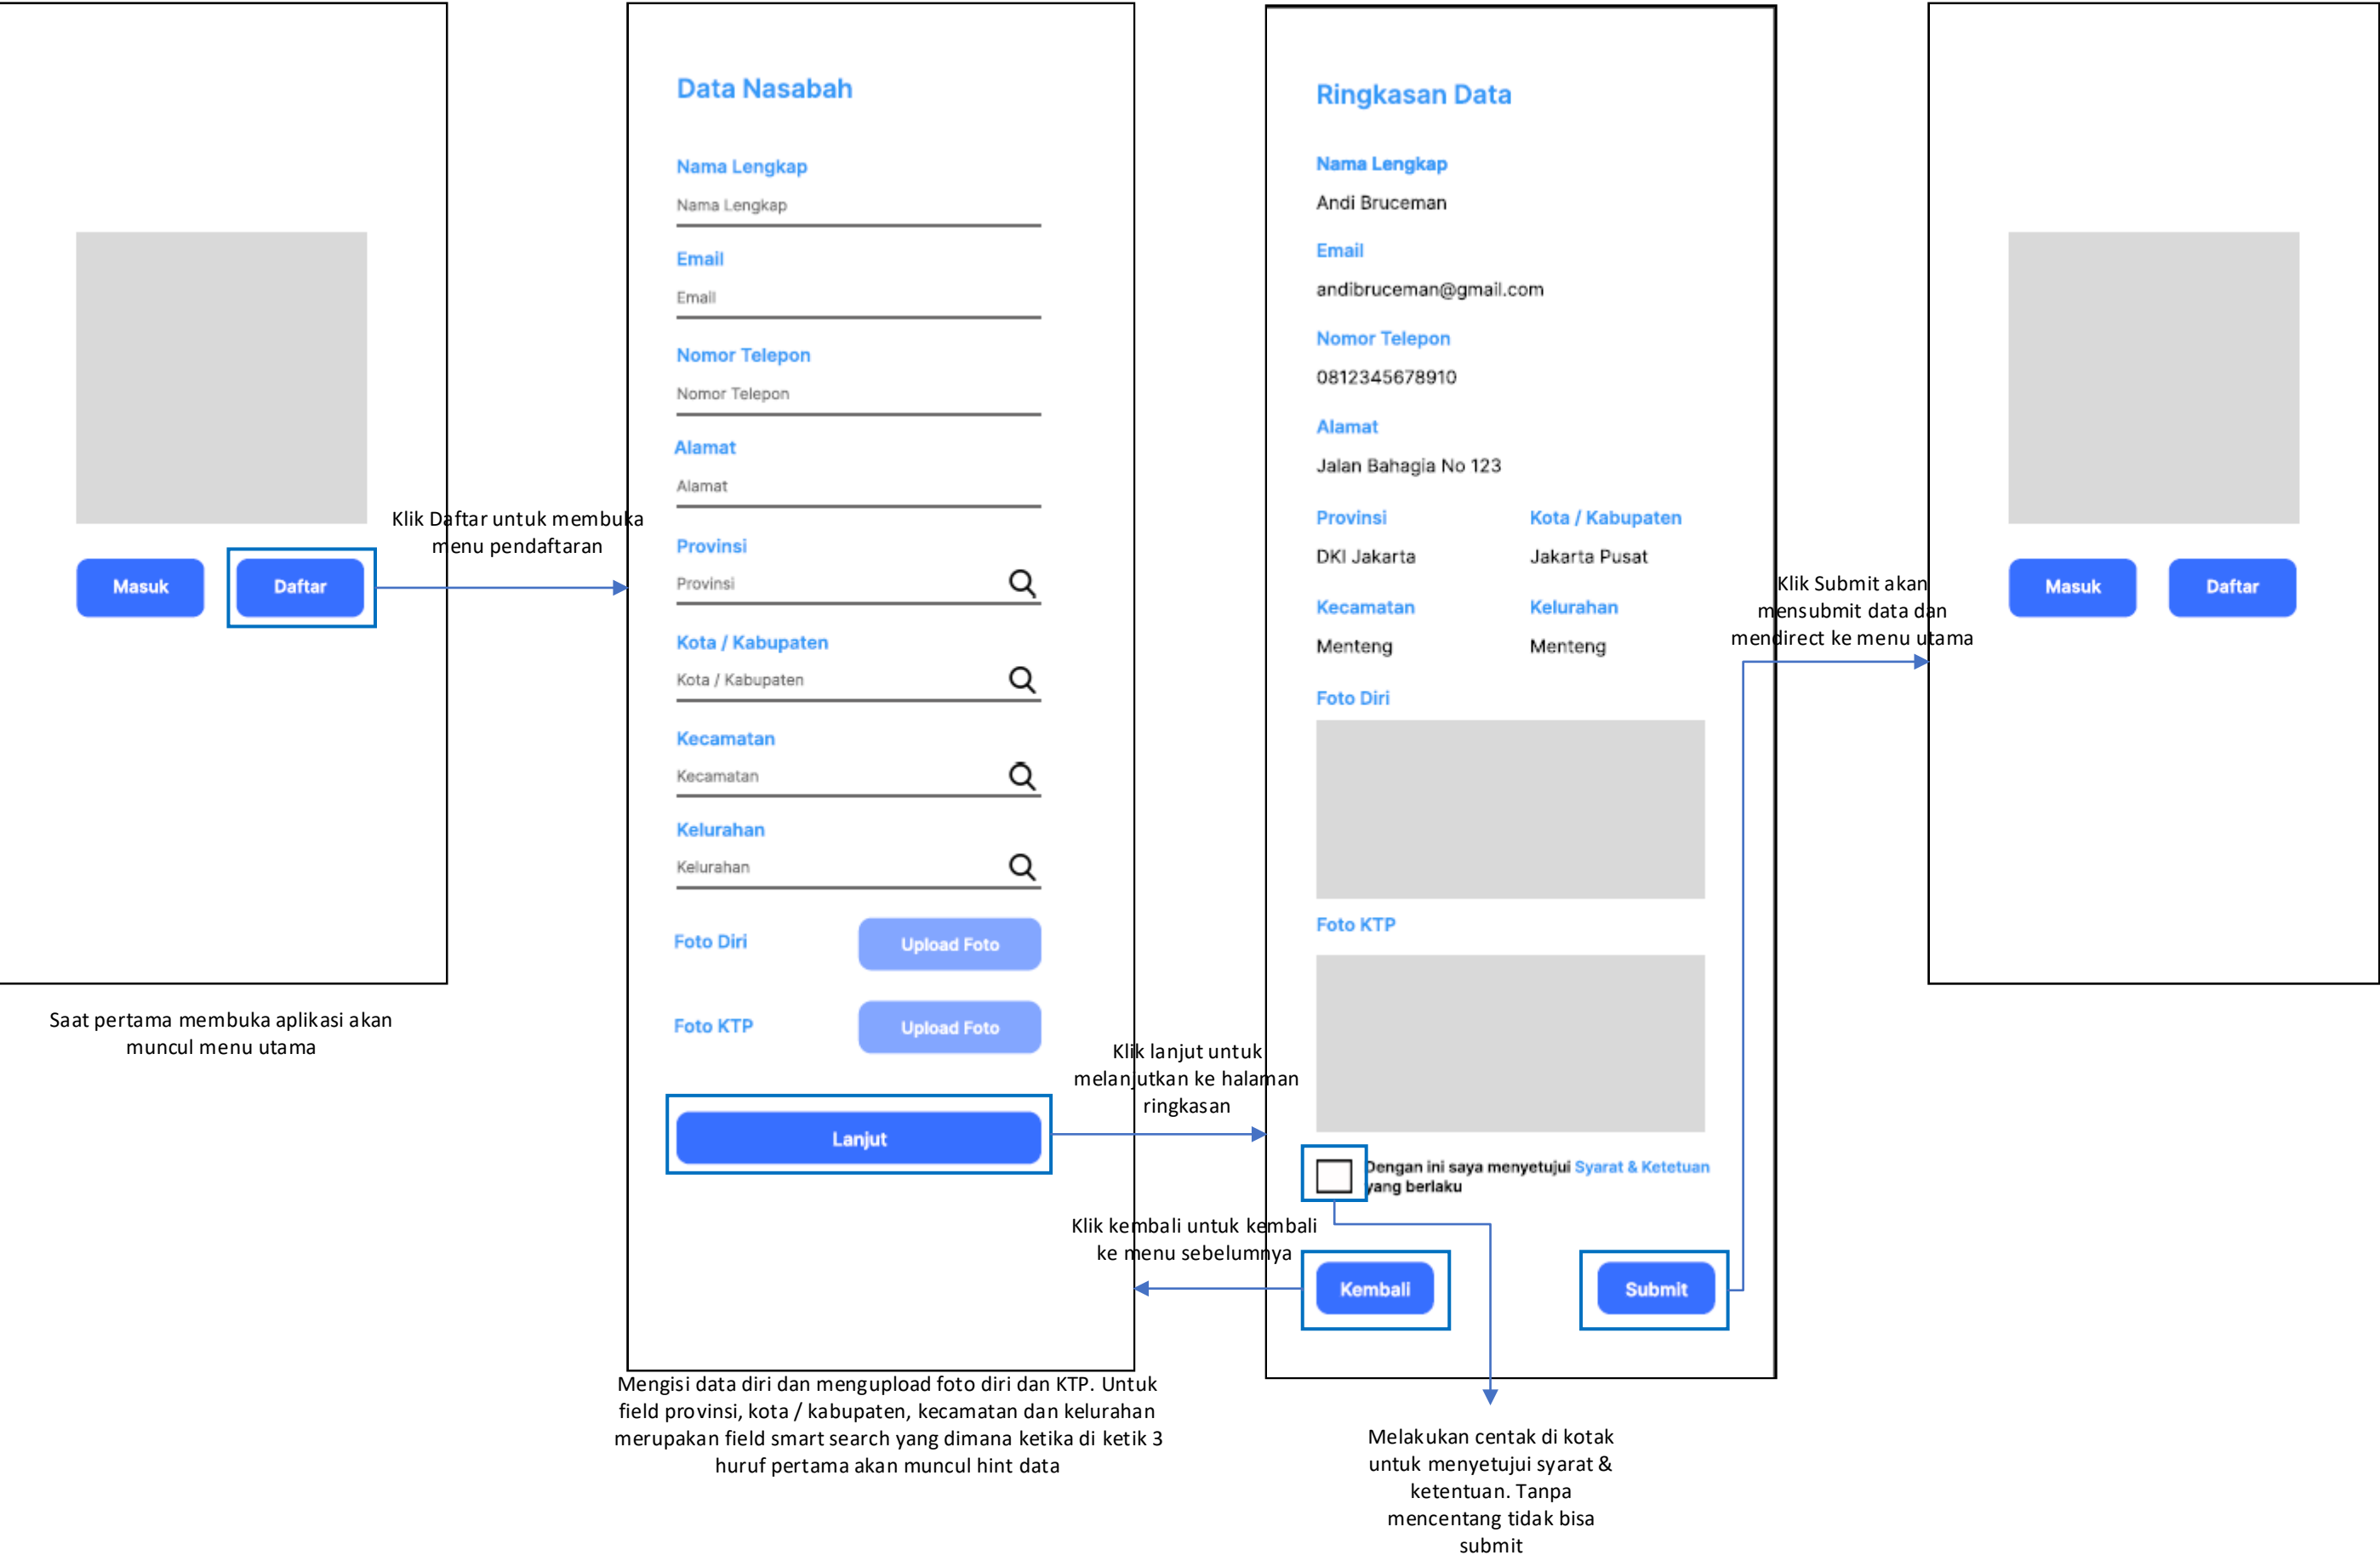 Masuk
Daftar
Saat pertama membuka aplikasi akan
muncul menu utama
Klik Daftar untuk membuka
menu pendaftaran
Data Nasabah
Nama Lengkap
Nama Lengkap
Email
Email
Nomor Telepon
Nomor Telepon
Alamat
Alamat
Provinsi
Provinsi
Kota / Kabupaten
Kota / Kabupaten
Kecamatan
Kecamatan
Kelurahan
Kelurahan
Foto Diri
Upload Foto
Foto KTP
Upload Foto
Lanjut
Mengisi data diri dan mengupload foto diri dan KTP. Untuk
field provinsi, kota / kabupaten, kecamatan dan kelurahan
merupakan field smart search yang dimana ketika di ketik 3
huruf pertama akan muncul hint data
Klik lanjut untuk
melanjutkan ke halaman
ringkasan
Klik kembali untuk kembali
ke menu sebelumnya
Ringkasan Data
Nama Lengkap
Andi Bruceman
Email
andibruceman@gmail.com
Nomor Telepon
0812345678910
Alamat
Jalan Bahagia No 123
Provinsi
Kota / Kabupaten
DKI Jakarta
Jakarta Pusat
Kecamatan
Kelurahan
Menteng
Menteng
Foto Diri
Foto KTP
Dengan ini saya menyetujui Syarat & Ketetuan
yang berlaku
Kembali
Submit
Melakukan centak di kotak
untuk menyetujui syarat &
ketentuan. Tanpa
mencentang tidak bisa
submit
Klik Submit akan
mensubmit data dan
mendirect ke menu utama
Masuk
Daftar